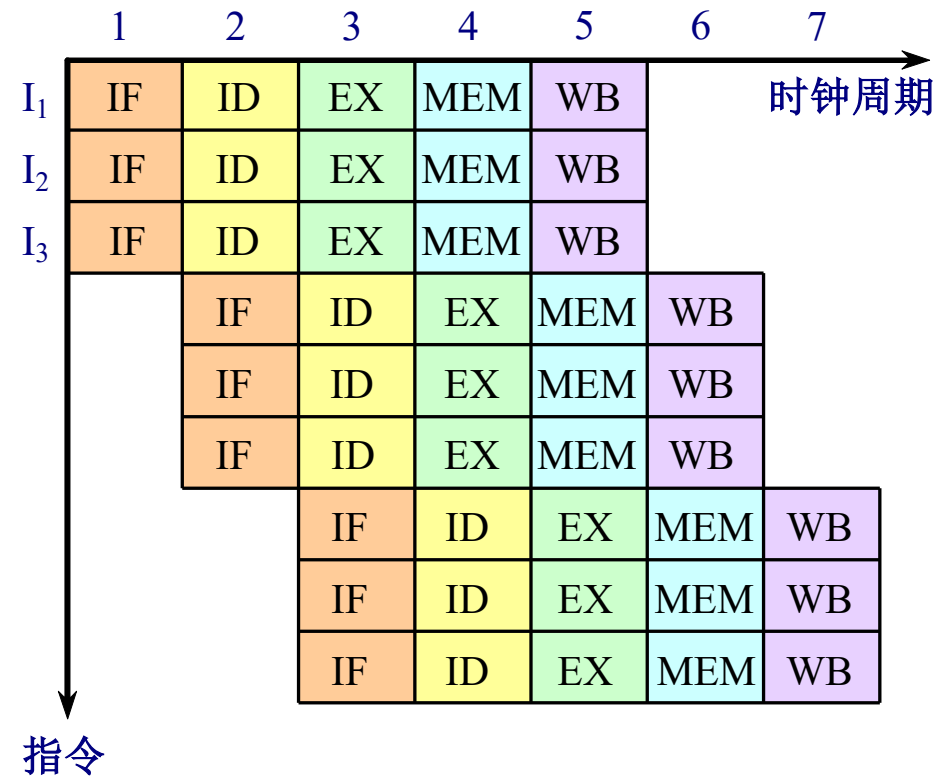 1 2 3 4 5 6 7
时钟周期
I₁ IF ID EX MEM WB
I₂ IF ID EX MEM WB
I₃ IF ID EX MEM WB
IF ID EX MEM WB
IF ID EX MEM WB
IF ID EX MEM WB
IF ID EX MEM WB
IF ID EX MEM WB
IF ID EX MEM WB
指令